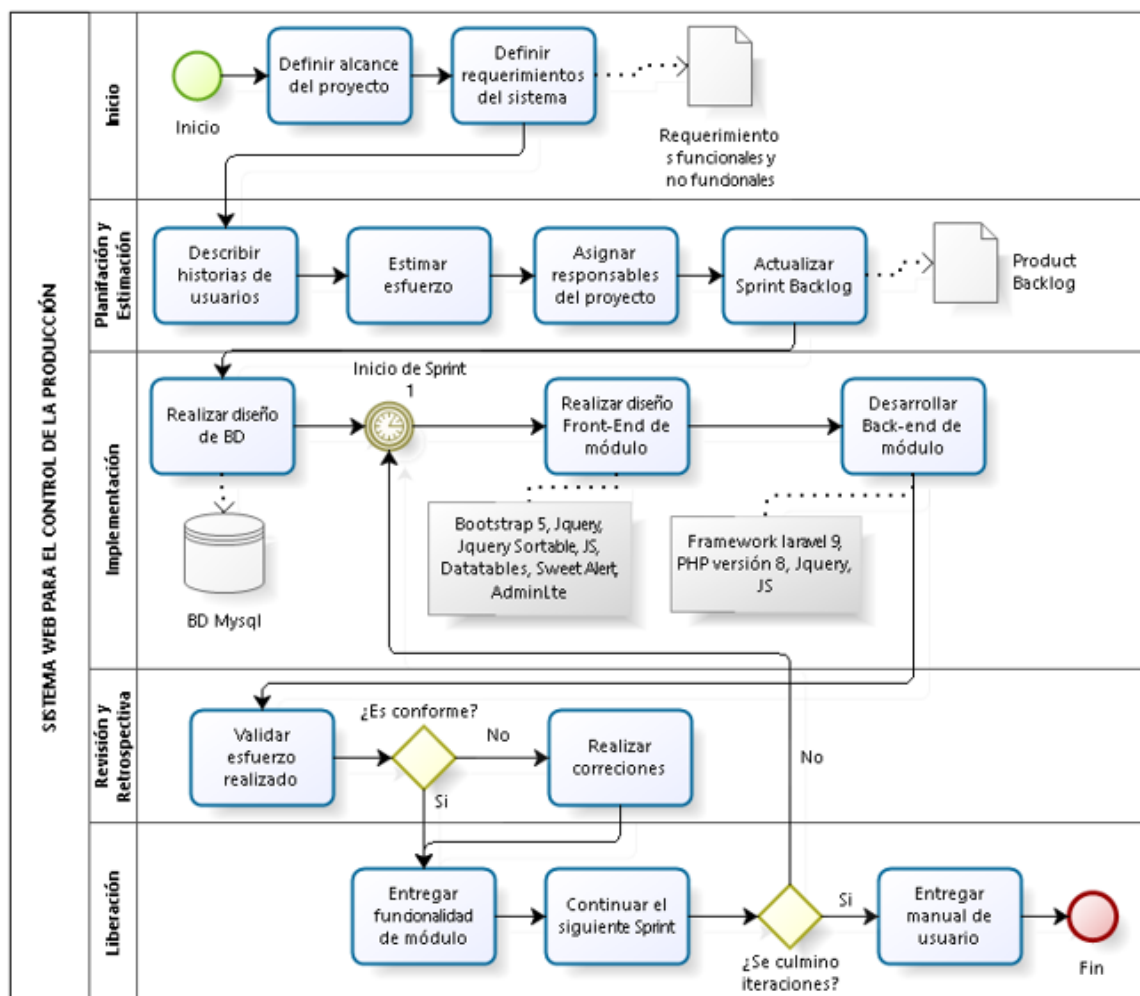 SISTEMA WEB PARA EL CONTROL DE LA PRODUCCIÓN
Inicio
Inicio
Definir alcance
del proyecto
Definir
requerimientos
del sistema
Requerimiento
s funcionales y
no funcionales
Planifación y
Estimación
Describir
historias de
usuarios
Estimar
esfuerzo
Asignar
responsables
del proyecto
Actualizar
Sprint Backlog
Product
Backlog
Implementación
Realizar diseño
de BD
BD Mysql
Inicio de Sprint
1
Realizar diseño
Front-End de
módulo
Bootstrap 5, Jquery,
Jquery Sortable, JS,
Datatables, Sweet Alert,
AdminLte
Desarrollar
Back-end de
módulo
Framework laravel 9,
PHP versión 8, Jquery,
JS
Revisión y
Retrospectiva
Validar
esfuerzo
realizado
¿Es conforme?
No
Si
Realizar
correciones
No
Liberación
Entregar
funcionalidad
de módulo
Continuar el
siguiente Sprint
¿Se culmino
iteraciones?
Si
Entregar
manual de
usuario
Fin